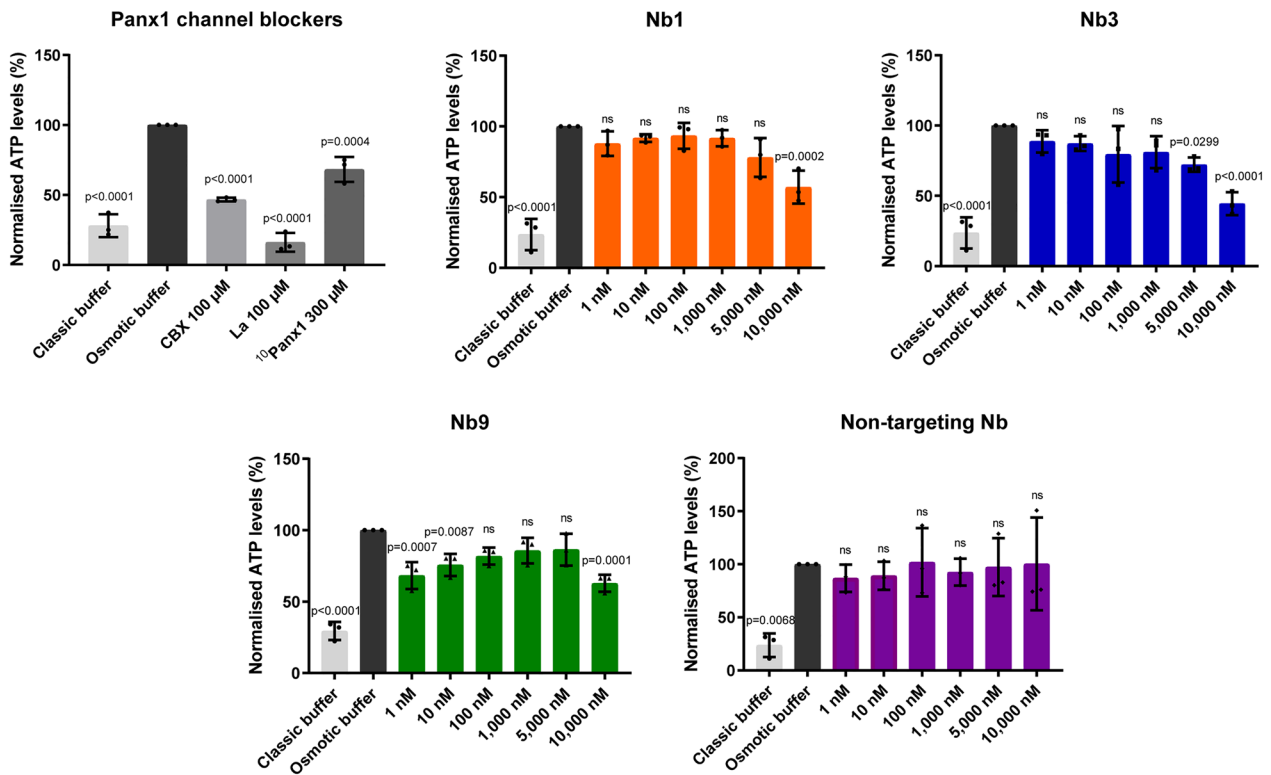 Panx1 channel blockers
Normalised ATP levels (%)
150
100
50
0
p<0.0001
p<0.0001
p<0.0001
p=0.0004
Classic buffer
Osmotic buffer
CBX 100 µM
La 100 µM
¹⁰Panx1 300 µM
Nb1
Normalised ATP levels (%)
150
100
50
0
p<0.0001
ns
ns
ns
ns
ns
p=0.0002
Classic buffer
Osmotic buffer
1 nM
10 nM
100 nM
1,000 nM
5,000 nM
10,000 nM
Nb3
Normalised ATP levels (%)
150
100
50
0
p<0.0001
ns
ns
ns
ns
p=0.0299
p<0.0001
Classic buffer
Osmotic buffer
1 nM
10 nM
100 nM
1,000 nM
5,000 nM
10,000 nM
Nb9
Normalised ATP levels (%)
150
100
50
0
p<0.0001
p=0.0007
p=0.0087
ns
ns
ns
p=0.0001
Classic buffer
Osmotic buffer
1 nM
10 nM
100 nM
1,000 nM
5,000 nM
10,000 nM
Non-targeting Nb
Normalised ATP levels (%)
200
150
100
50
0
p=0.0068
ns
ns
ns
ns
ns
ns
Classic buffer
Osmotic buffer
1 nM
10 nM
100 nM
1,000 nM
5,000 nM
10,000 nM